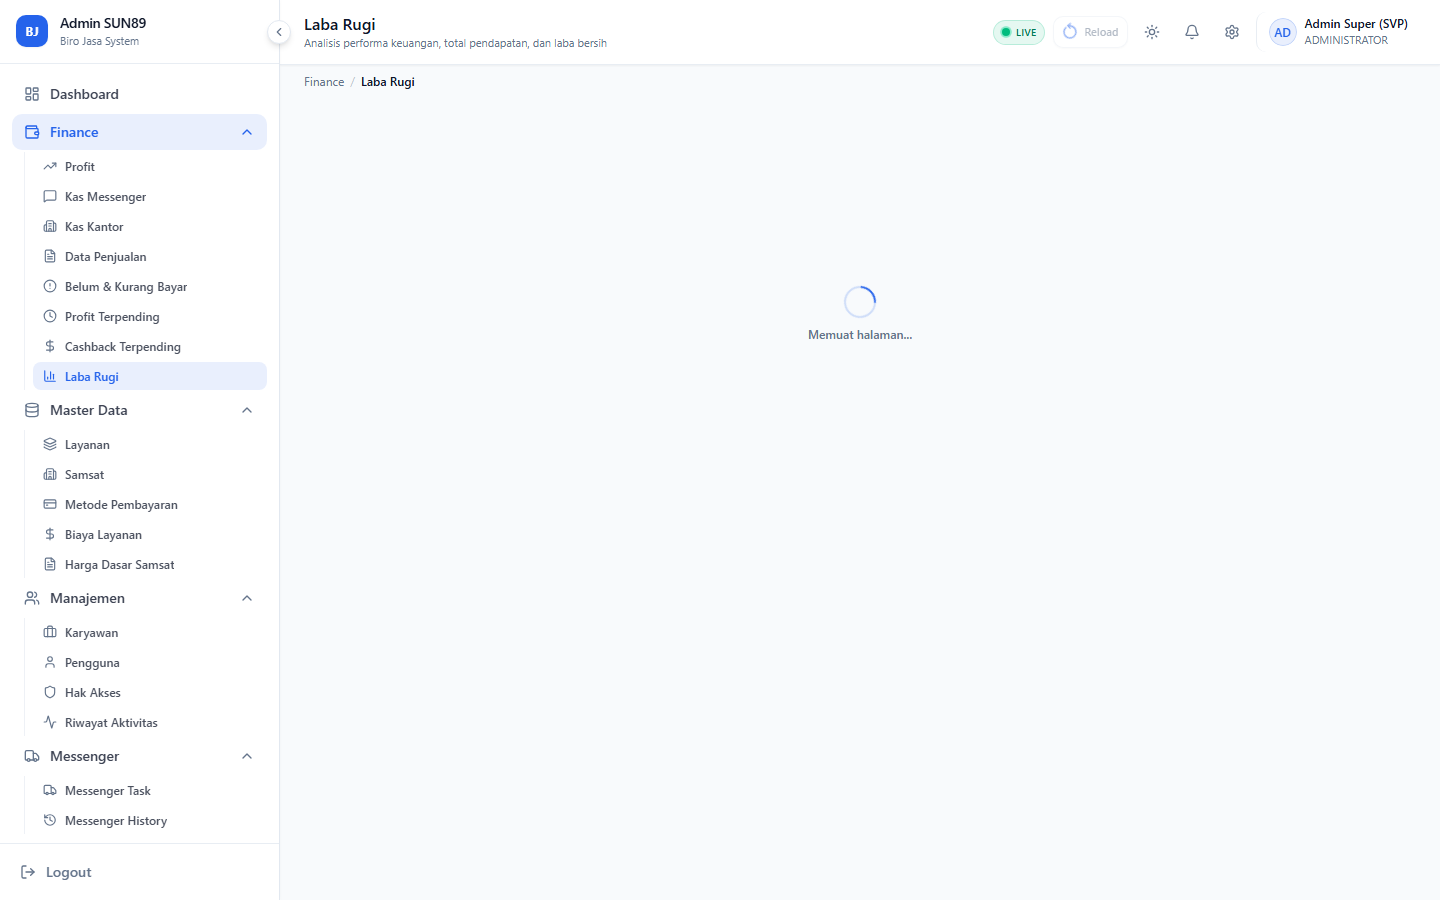 BJ
Admin SUN89
Biro Jasa System
Dashboard
Finance
Profit
Kas Messenger
Kas Kantor
Data Penjualan
Belum & Kurang Bayar
Profit Terpending
Cashback Terpending
Laba Rugi
Master Data
Layanan
Samsat
Metode Pembayaran
Biaya Layanan
Harga Dasar Samsat
Manajemen
Karyawan
Pengguna
Hak Akses
Riwayat Aktivitas
Messenger
Messenger Task
Messenger History
Logout
Laba Rugi
Analisis performa keuangan, total pendapatan, dan laba bersih
LIVE
Reload
AD
Admin Super (SVP)
ADMINISTRATOR
Finance / Laba Rugi
Memuat halaman...